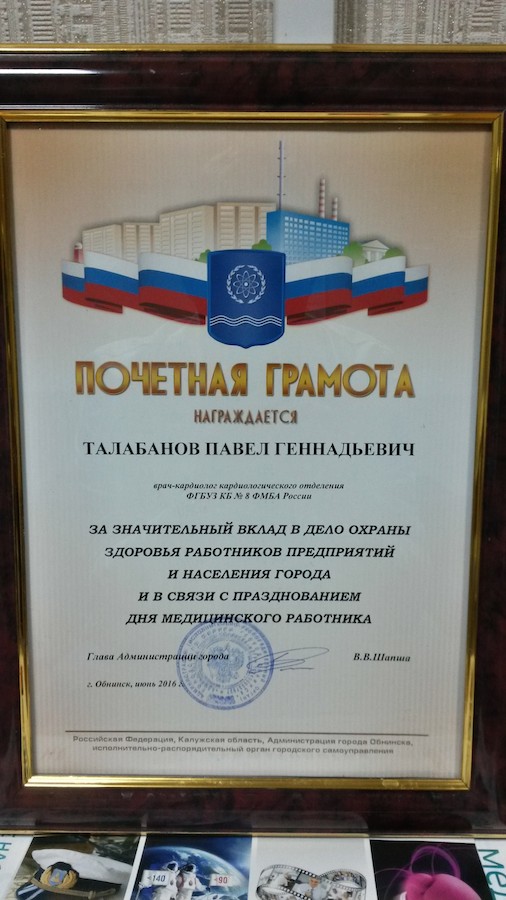 ПОЧЕТНАЯ ГРАМОТА
НАГРАЖДАЕТСЯ
ТАЛАБАНОВ ПАВЕЛ ГЕННАДЬЕВИЧ
врач-кардиолог кардиологического отделения
ФГБУЗ КБ № 8 ФМБА России
ЗА ЗНАЧИТЕЛЬНЫЙ ВКЛАД В ДЕЛО ОХРАНЫ
ЗДОРОВЬЯ РАБОТНИКОВ ПРЕДПРИЯТИЙ
И НАСЕЛЕНИЯ ГОРОДА
И В СВЯЗИ С ПРАЗДНОВАНИЕМ
ДНЯ МЕДИЦИНСКОГО РАБОТНИКА
Глава Администрации города В.В.Шапша
г. Обнинск, июнь 2016 г.
Российская Федерация, Калужская область, Администрация города Обнинска,
исполнительно-распорядительный орган городского самоуправления
140 90